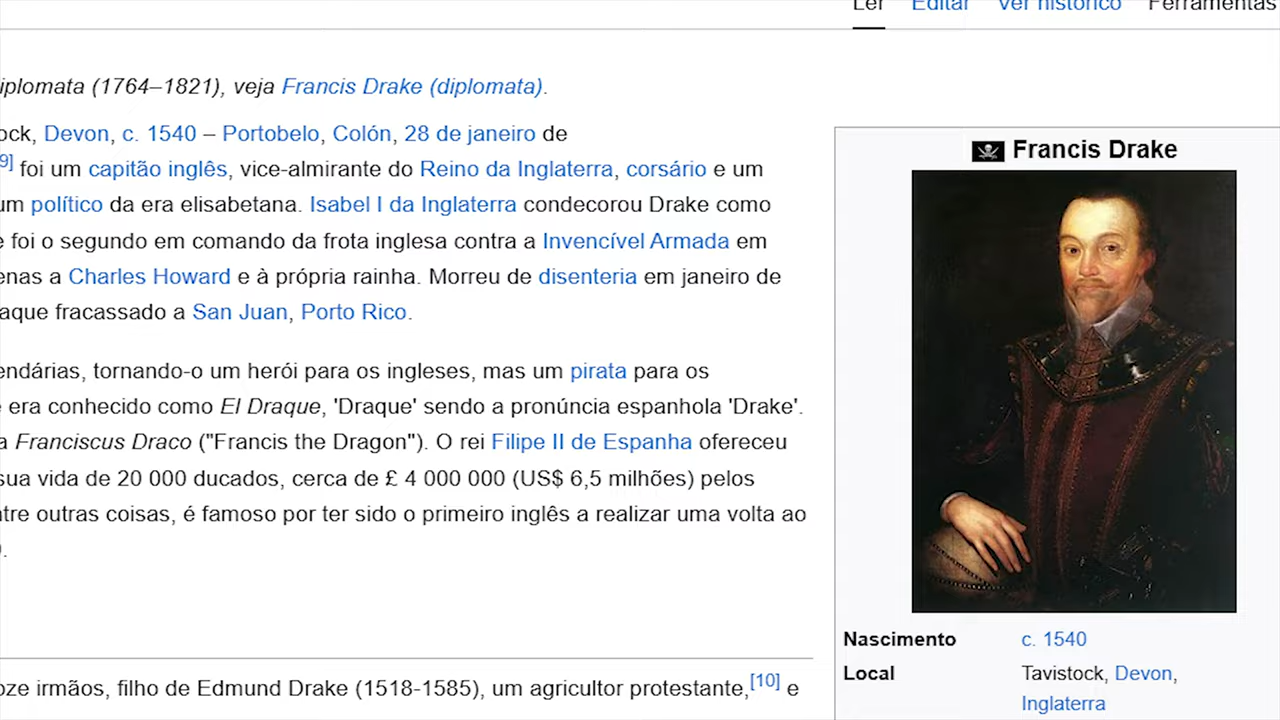 Ler Editar Ver histórico Ferramentas
iplomata (1764–1821), veja Francis Drake (diplomata).
ock, Devon, c. 1540 – Portobelo, Colón, 28 de janeiro de
9] foi um capitão inglês, vice-almirante do Reino da Inglaterra, corsário e um
um político da era elisabetana. Isabel I da Inglaterra condecorou Drake como
e foi o segundo em comando da frota inglesa contra a Invencível Armada em
enas a Charles Howard e à própria rainha. Morreu de disenteria em janeiro de
aque fracassado a San Juan, Porto Rico.
endárias, tornando-o um herói para os ingleses, mas um pirata para os
e era conhecido como El Draque, 'Draque' sendo a pronúncia espanhola 'Drake'.
a Franciscus Draco ("Francis the Dragon"). O rei Filipe II de Espanha ofereceu
sua vida de 20 000 ducados, cerca de £ 4 000 000 (US$ 6,5 milhões) pelos
ntre outras coisas, é famoso por ter sido o primeiro inglês a realizar uma volta ao
).
oze irmãos, filho de Edmund Drake (1518-1585), um agricultor protestante,[10] e
Francis Drake
Nascimento c. 1540
Local Tavistock, Devon,
Inglaterra